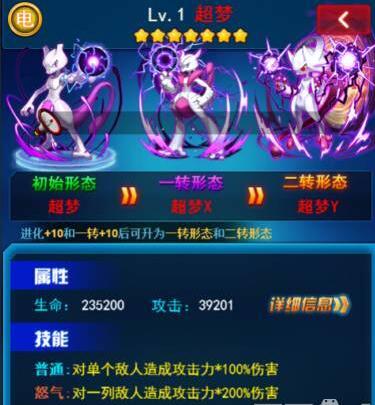 电 Lv.1 超梦
初始形态 一转形态 二转形态
超梦 超梦X 超梦Y
进化+10和一转+10后可升为一转形态和二转形态
属性
生命: 235200 攻击: 39201 详细信息
技能
普通:对单个敌人造成攻击力*100%伤害
怒气:对一列敌人造成攻击力*200%伤害